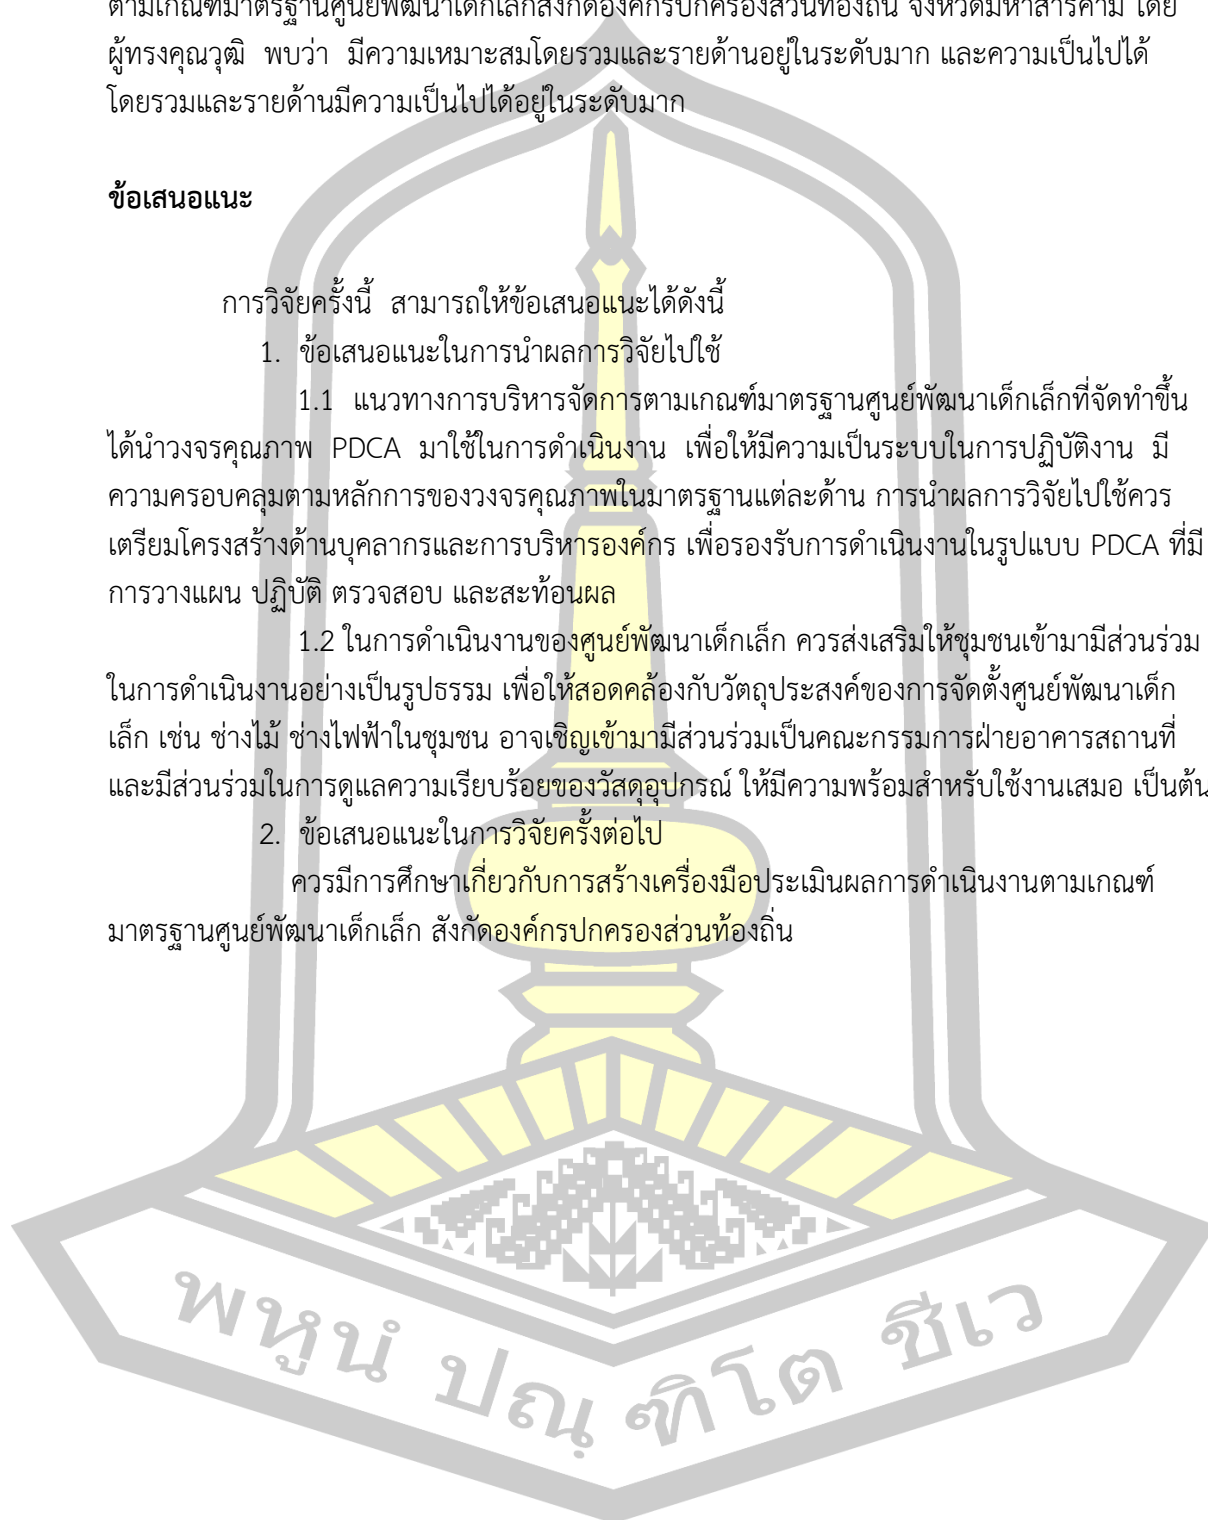 ตามเกณฑ์มาตรฐานศูนย์พัฒนาเด็กเล็กสังกัดองค์กรปกครองส่วนท้องถิ่น จังหวัดมหาสารคาม โดย
ผู้ทรงคุณวุฒิ พบว่า มีความเหมาะสมโดยรวมและรายด้านอยู่ในระดับมาก และความเป็นไปได้
โดยรวมและรายด้านมีความเป็นไปได้อยู่ในระดับมาก
ข้อเสนอแนะ
การวิจัยครั้งนี้ สามารถให้ข้อเสนอแนะได้ดังนี้
1. ข้อเสนอแนะในการนำผลการวิจัยไปใช้
1.1 แนวทางการบริหารจัดการตามเกณฑ์มาตรฐานศูนย์พัฒนาเด็กเล็กที่จัดทำขึ้น
ได้นำวงจรคุณภาพ PDCA มาใช้ในการดำเนินงาน เพื่อให้มีความเป็นระบบในการปฏิบัติงาน มี
ความครอบคลุมตามหลักการของวงจรคุณภาพในมาตรฐานแต่ละด้าน การนำผลการวิจัยไปใช้ควร
เตรียมโครงสร้างด้านบุคลากรและการบริหารองค์กร เพื่อรองรับการดำเนินงานในรูปแบบ PDCA ที่มี
การวางแผน ปฏิบัติ ตรวจสอบ และสะท้อนผล
1.2 ในการดำเนินงานของศูนย์พัฒนาเด็กเล็ก ควรส่งเสริมให้ชุมชนเข้ามามีส่วนร่วม
ในการดำเนินงานอย่างเป็นรูปธรรม เพื่อให้สอดคล้องกับวัตถุประสงค์ของการจัดตั้งศูนย์พัฒนาเด็ก
เล็ก เช่น ช่างไม้ ช่างไฟฟ้าในชุมชน อาจเชิญเข้ามามีส่วนร่วมเป็นคณะกรรมการฝ่ายอาคารสถานที่
และมีส่วนร่วมในการดูแลความเรียบร้อยของวัสดุอุปกรณ์ ให้มีความพร้อมสำหรับใช้งานเสมอ เป็นต้น
2. ข้อเสนอแนะในการวิจัยครั้งต่อไป
ควรมีการศึกษาเกี่ยวกับการสร้างเครื่องมือประเมินผลการดำเนินงานตามเกณฑ์
มาตรฐานศูนย์พัฒนาเด็กเล็ก สังกัดองค์กรปกครองส่วนท้องถิ่น
พหูนํ ปณฺ ฑิโต ชีเว